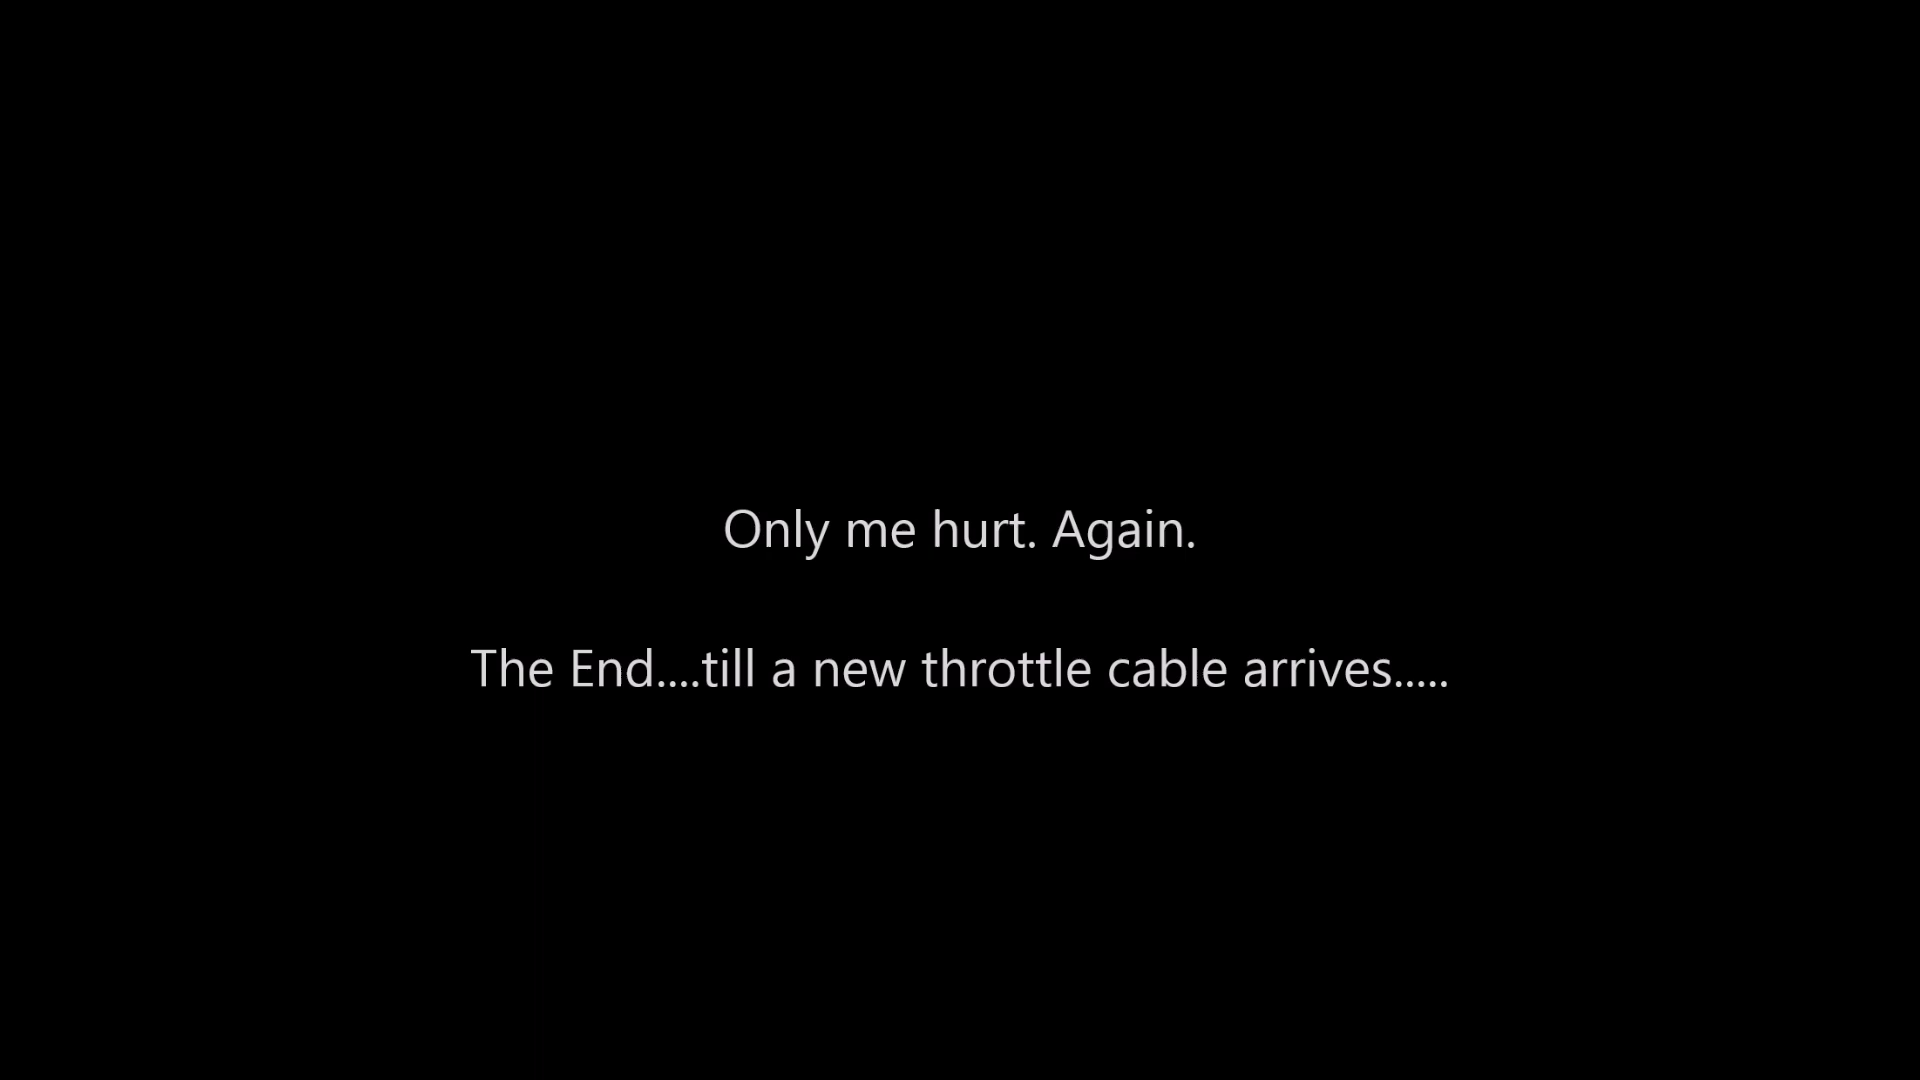 Only me hurt. Again.
The End....till a new throttle cable arrives.....